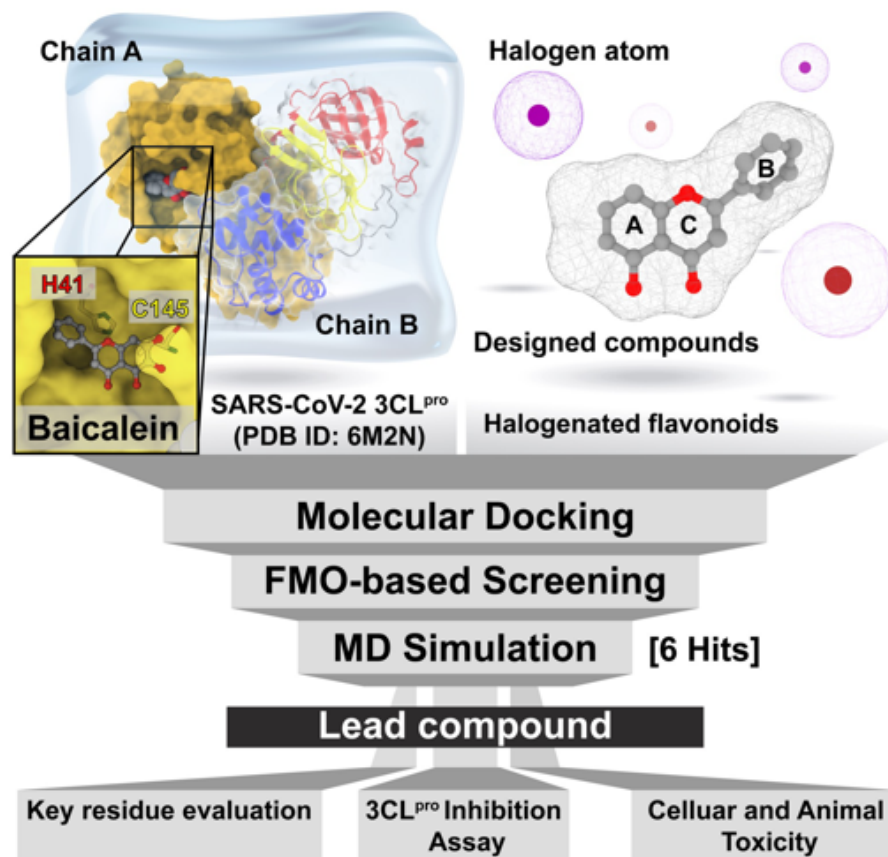 Chain A
Halogen atom
H41
C145
Baicalein
Chain B
SARS-CoV-2 3CLᵖʳᵒ
(PDB ID: 6M2N)
A
C
B
Designed compounds
Halogenated flavonoids
Molecular Docking
FMO-based Screening
MD Simulation
[6 Hits]
Lead compound
Key residue evaluation
3CLᵖʳᵒ Inhibition
Assay
Celluar and Animal
Toxicity